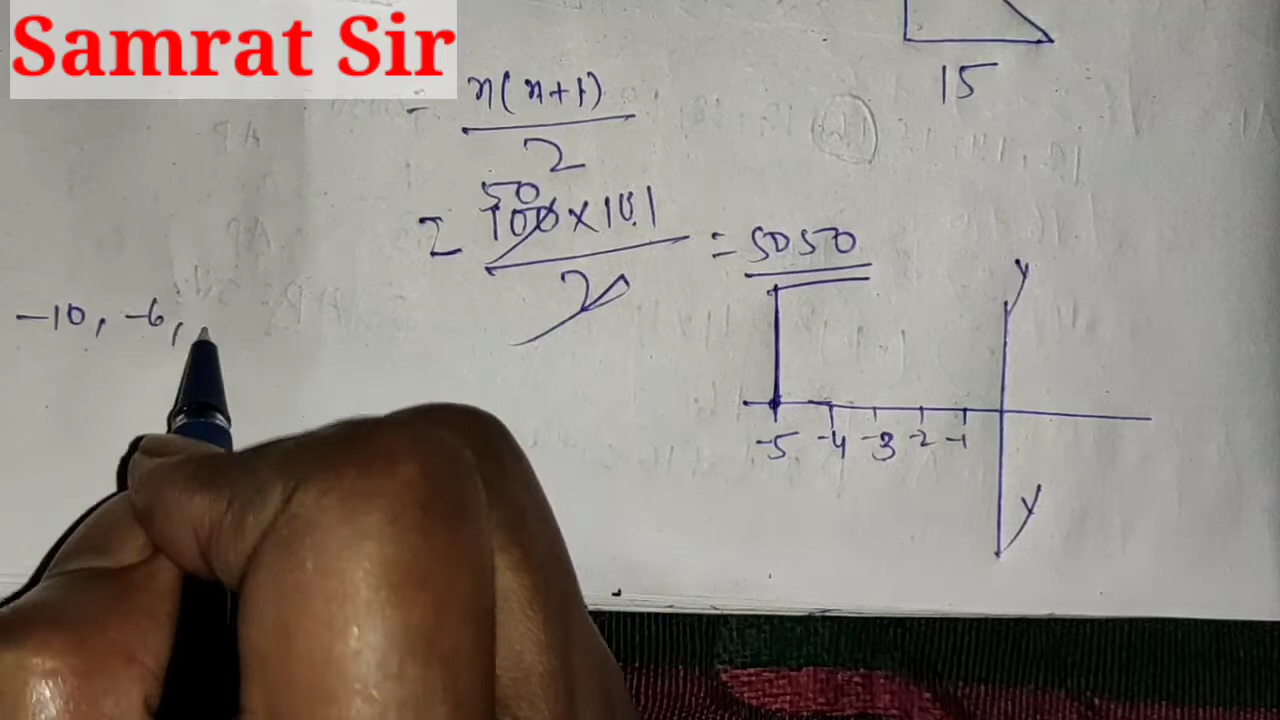 Samrat Sir
15
= n(n+1)
2
50
= 100×101 = 5050
2
-10, -6,
y
-5 -4 -3 -2 -1
y